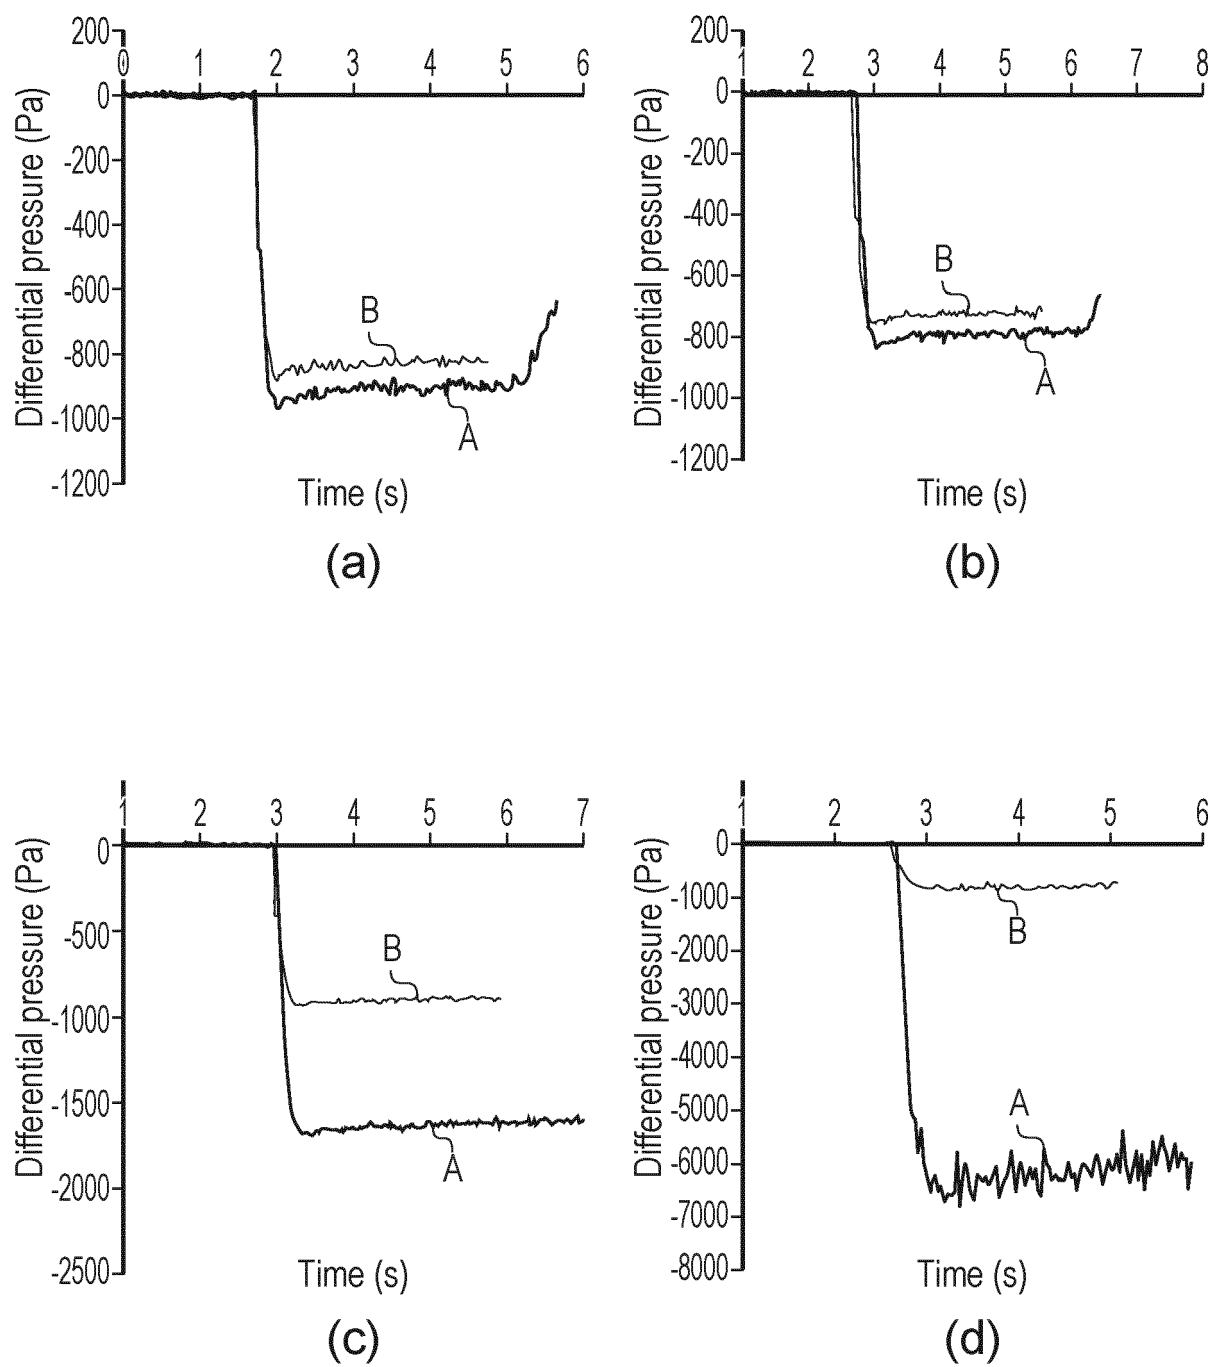 200
0 1 2 3 4 5 6
0
-200
-400
-600
-800
-1000
-1200
Differential pressure (Pa)
B
A
Time (s)
(a)
200
1 2 3 4 5 6 7 8
0
-200
-400
-600
-800
-1000
-1200
Differential pressure (Pa)
B
A
Time (s)
(b)
1 2 3 4 5 6 7
0
-500
-1000
-1500
-2000
-2500
Differential pressure (Pa)
B
A
Time (s)
(c)
1 2 3 4 5 6
0
-1000
-2000
-3000
-4000
-5000
-6000
-7000
-8000
Differential pressure (Pa)
B
A
Time (s)
(d)